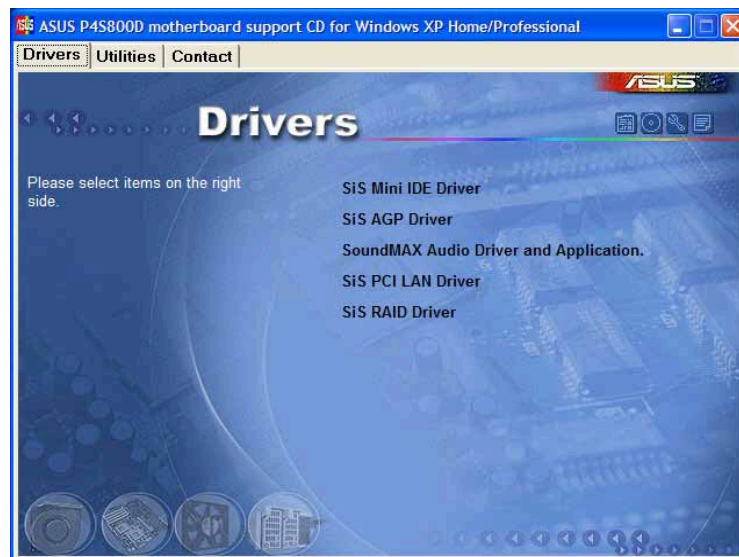 ASUS P4S800D motherboard support CD for Windows XP Home/Professional
Drivers Utilities Contact
ASUS
Drivers
Please select items on the right
side.
SiS Mini IDE Driver
SiS AGP Driver
SoundMAX Audio Driver and Application.
SiS PCI LAN Driver
SiS RAID Driver